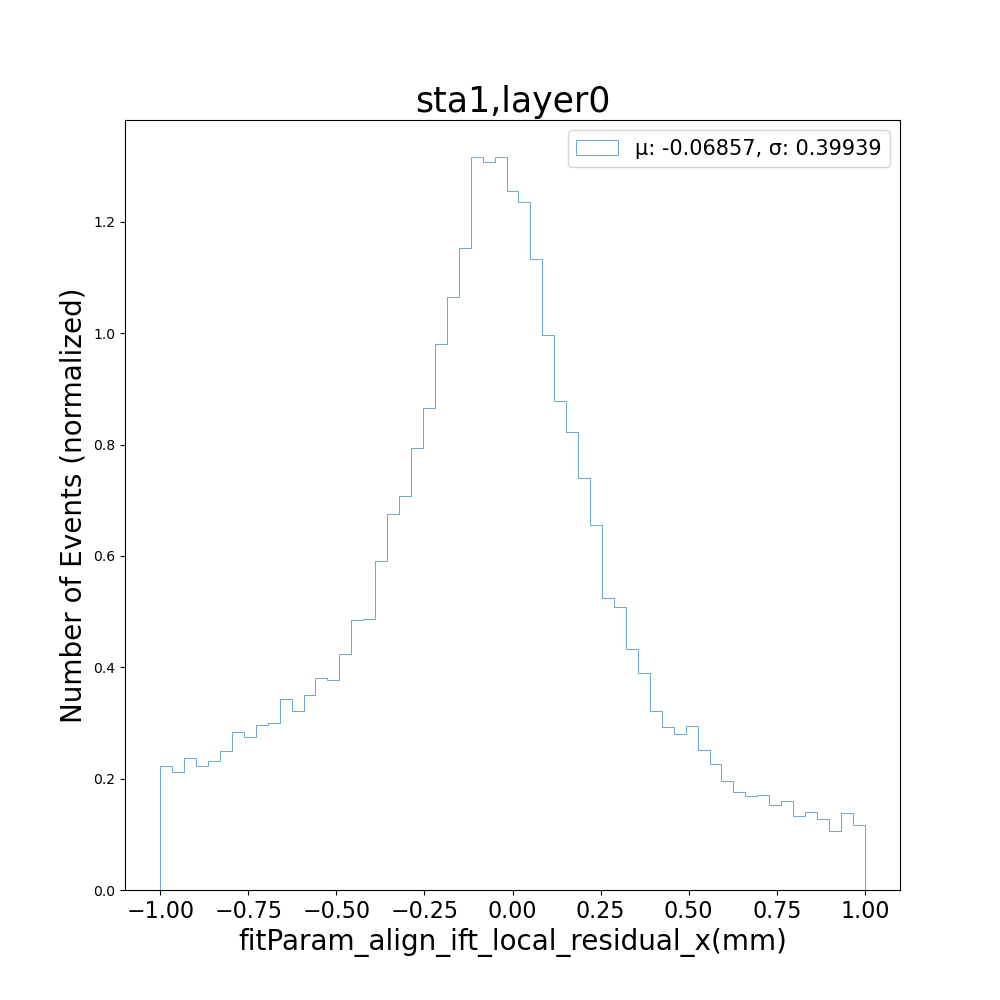 sta1,layer0
μ: -0.06857, σ: 0.39939
Number of Events (normalized)
1.2
1.0
0.8
0.6
0.4
0.2
0.0
−1.00 −0.75 −0.50 −0.25 0.00 0.25 0.50 0.75 1.00
fitParam_align_ift_local_residual_x(mm)